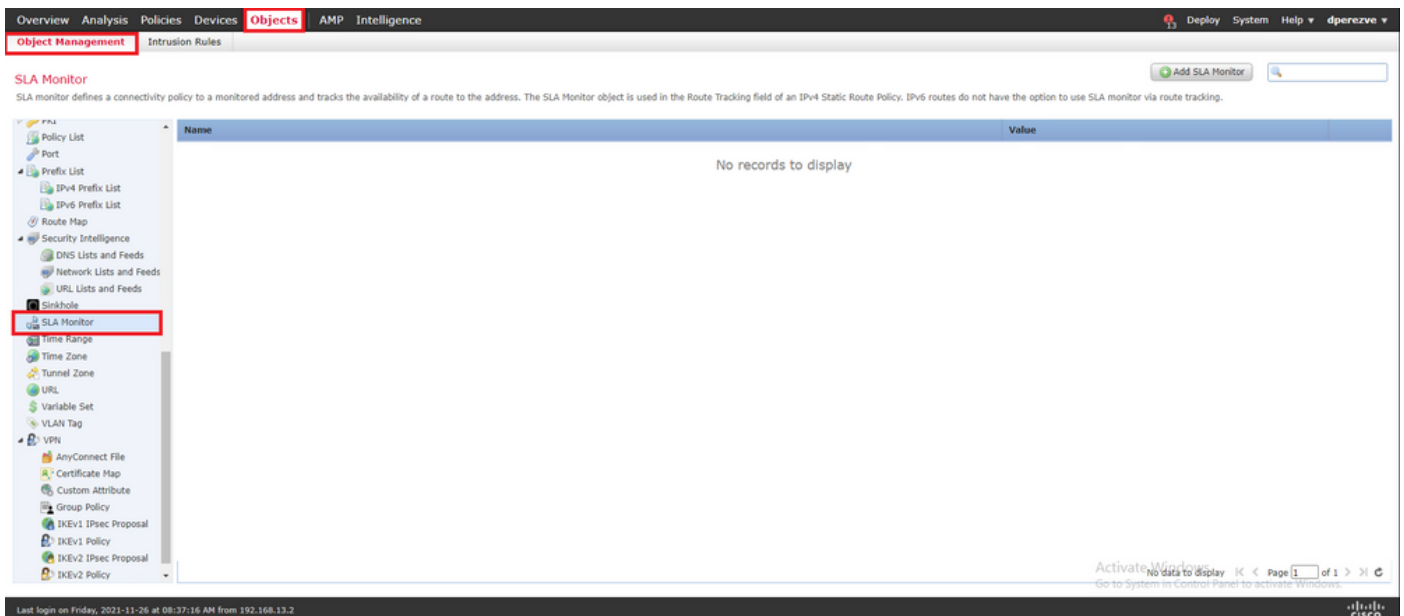 Overview Analysis Policies Devices Objects AMP Intelligence
13 Deploy System Help dperezve
Object Management Intrusion Rules
SLA Monitor
Add SLA Monitor
SLA monitor defines a connectivity policy to a monitored address and tracks the availability of a route to the address. The SLA Monitor object is used in the Route Tracking field of an IPv4 Static Route Policy. IPv6 routes do not have the option to use SLA monitor via route tracking.
PKI
Policy List
Port
Prefix List
IPv4 Prefix List
IPv6 Prefix List
Route Map
Security Intelligence
DNS Lists and Feeds
Network Lists and Feeds
URL Lists and Feeds
Sinkhole
SLA Monitor
Time Range
Time Zone
Tunnel Zone
URL
Variable Set
VLAN Tag
VPN
AnyConnect File
Certificate Map
Custom Attribute
Group Policy
IKEv1 IPsec Proposal
IKEv1 Policy
IKEv2 IPsec Proposal
IKEv2 Policy
Name Value
No records to display
Activate Windows
Go to System in Control Panel to activate Windows.
No data to display Page 1 of 1
Last login on Friday, 2021-11-26 at 08:37:16 AM from 192.168.13.2
CISCO